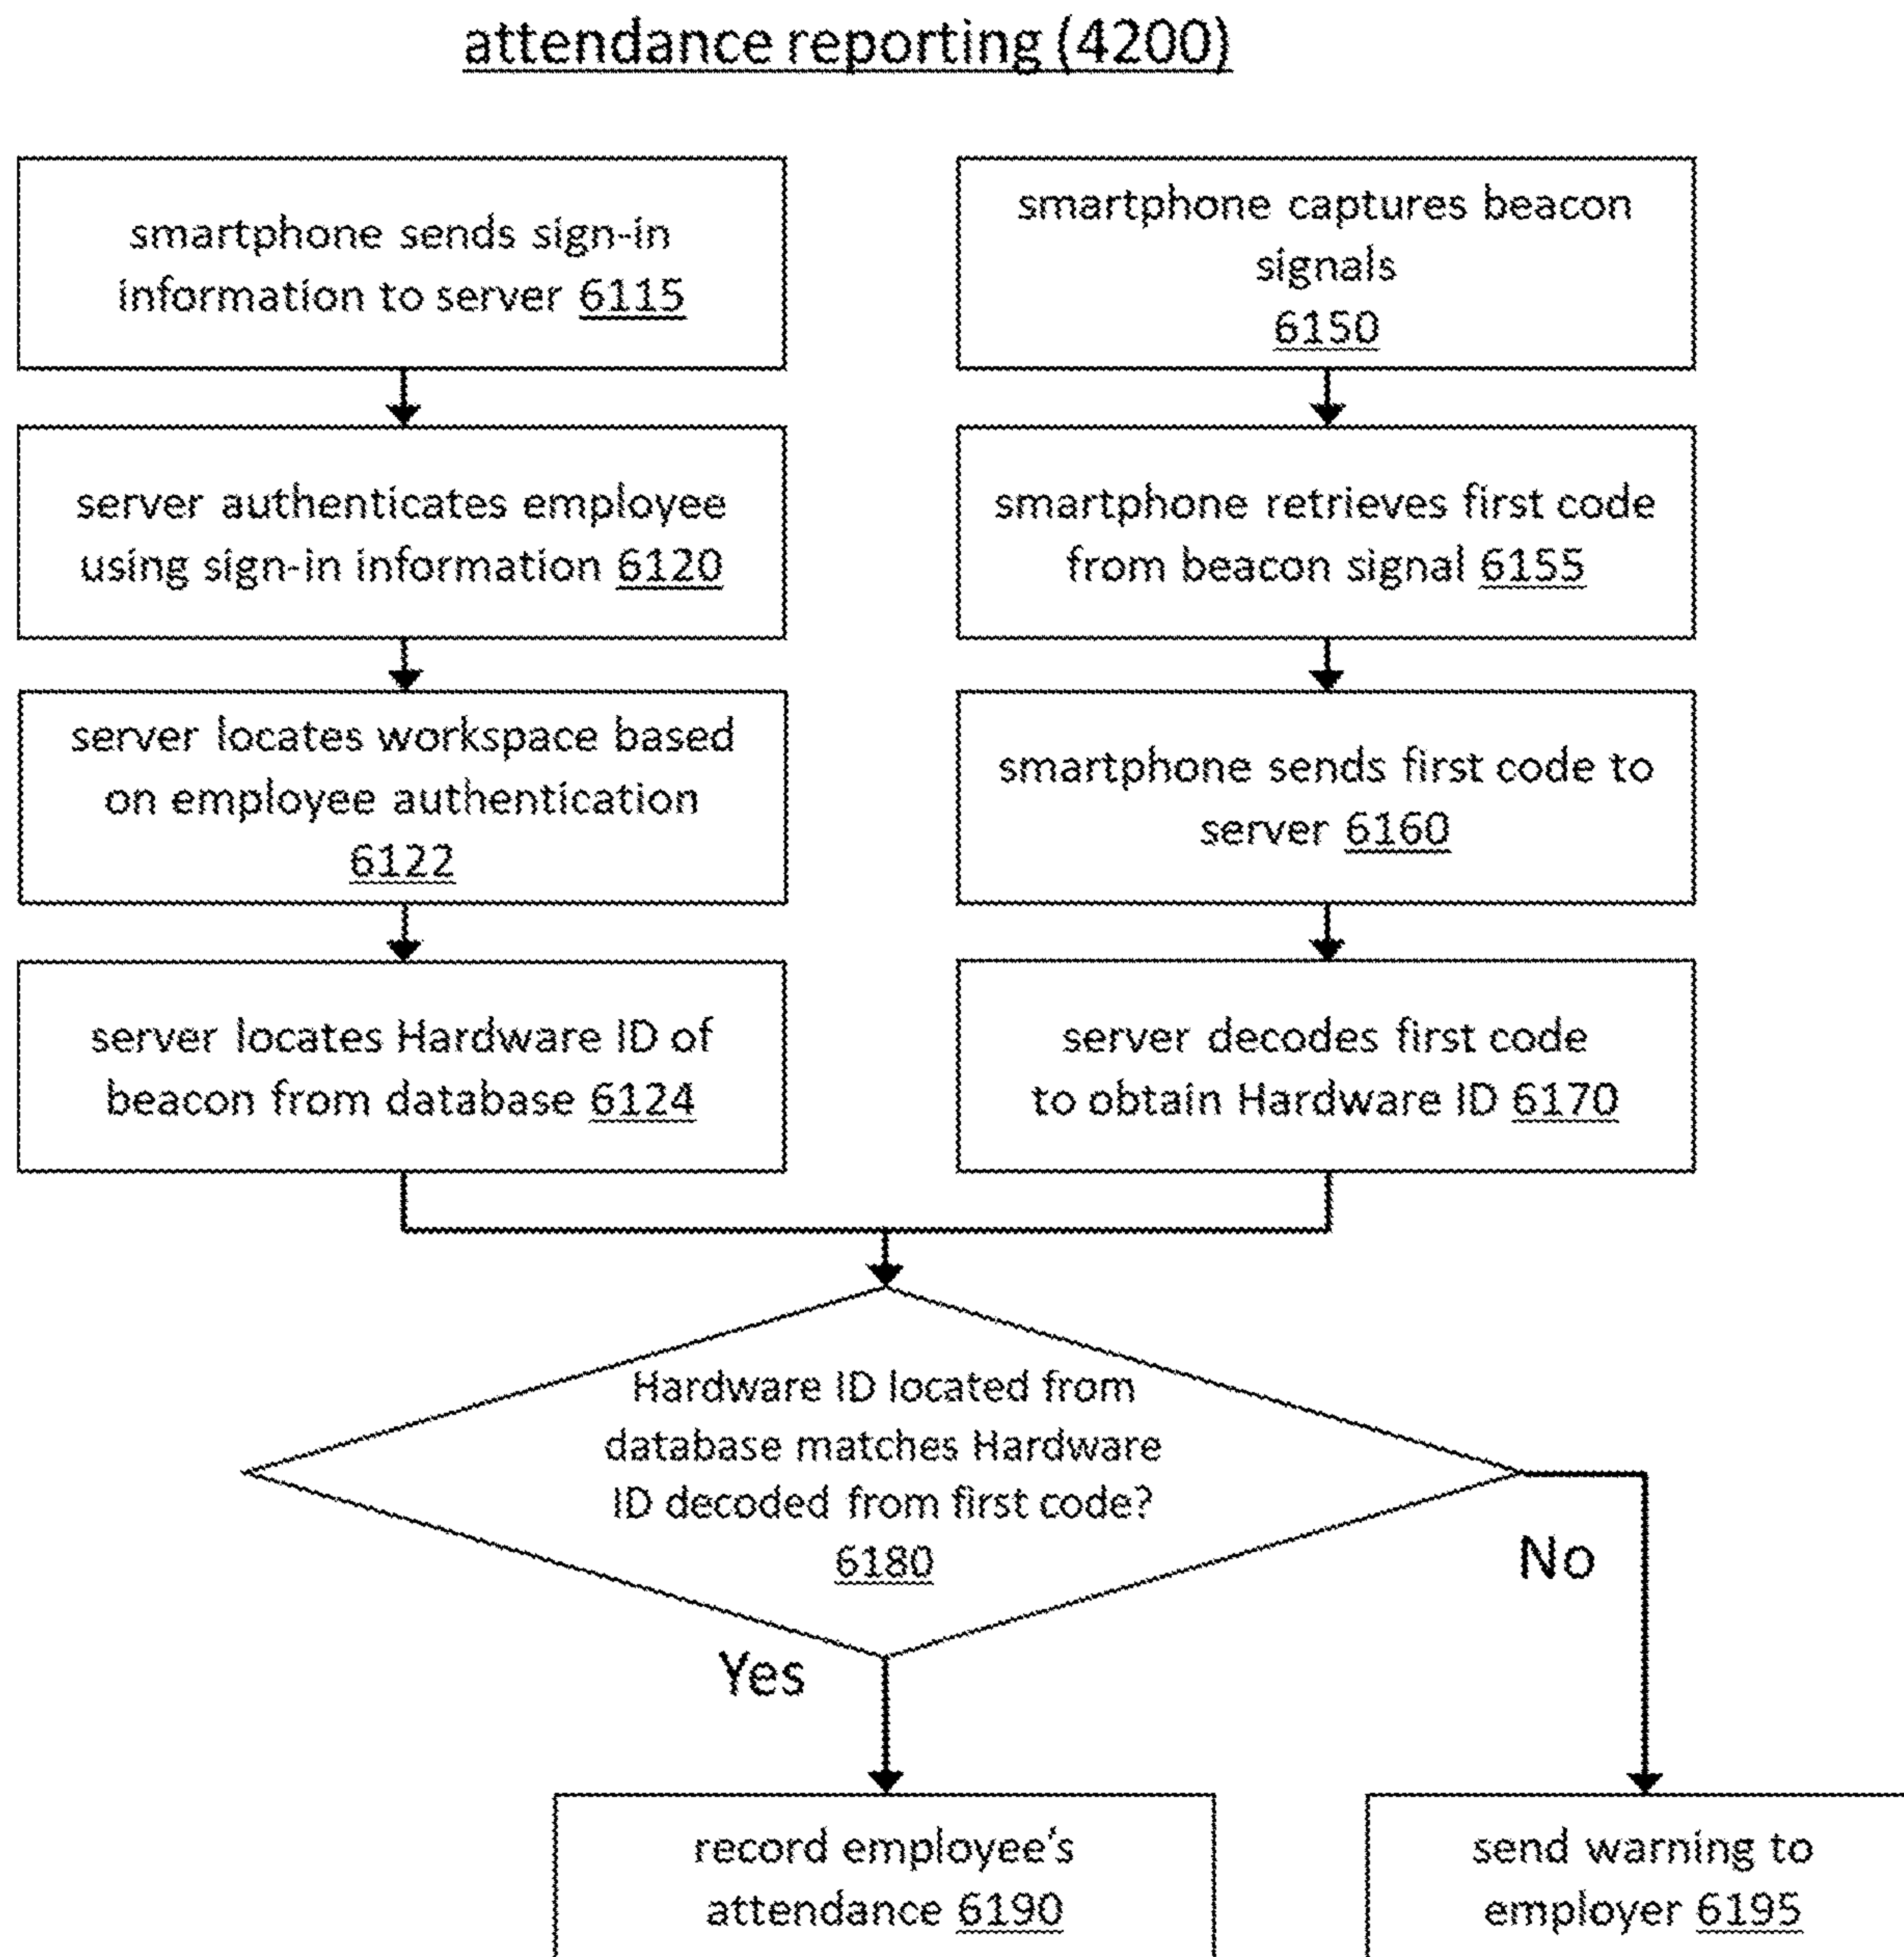 attendance reporting (4200)
smartphone sends sign-in
information to server 6115
server authenticates employee
using sign-in information 6120
server locates workspace based
on employee authentication
6122
server locates Hardware ID of
beacon from database 6124
smartphone captures beacon
signals
6150
smartphone retrieves first code
from beacon signal 6155
smartphone sends first code to
server 6160
server decodes first code
to obtain Hardware ID 6170
Hardware ID located from
database matches Hardware
ID decoded from first code?
6180
Yes
No
record employee‘s
attendance 6190
send warning to
employer 6195